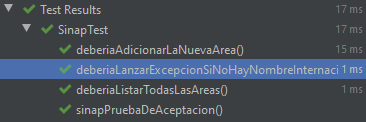 Test Results 17 ms
SinapTest 17 ms
deberiaAdicionarLaNuevaArea() 15 ms
deberiaLanzarExcepcionSiNoHayNombreInternaci 1 ms
deberiaListarTodasLasAreas() 1 ms
sinapPruebaDeAceptacion()